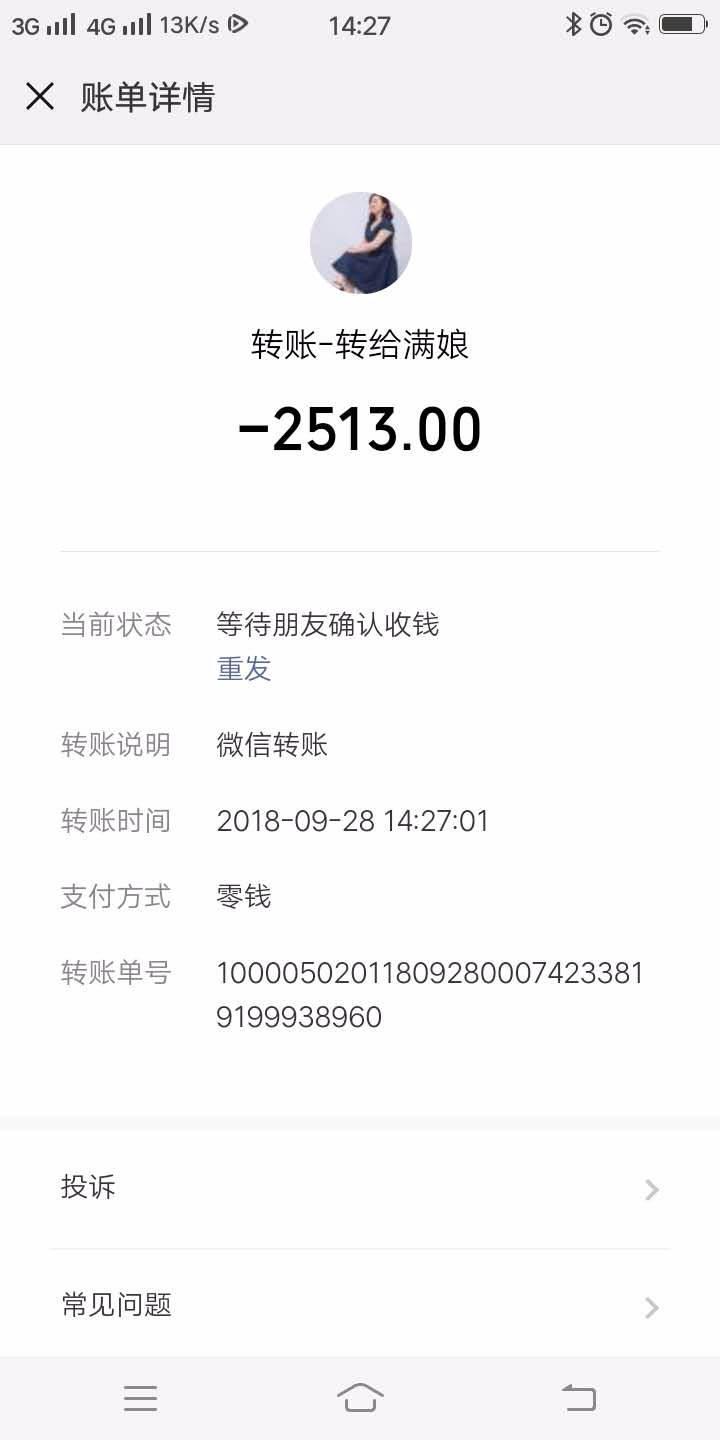 3G 4G 13K/s 14:27
账单详情
转账-转给满娘
-2513.00
当前状态 等待朋友确认收钱
重发
转账说明 微信转账
转账时间 2018-09-28 14:27:01
支付方式 零钱
转账单号 10000502011809280007423381
9199938960
投诉
常见问题